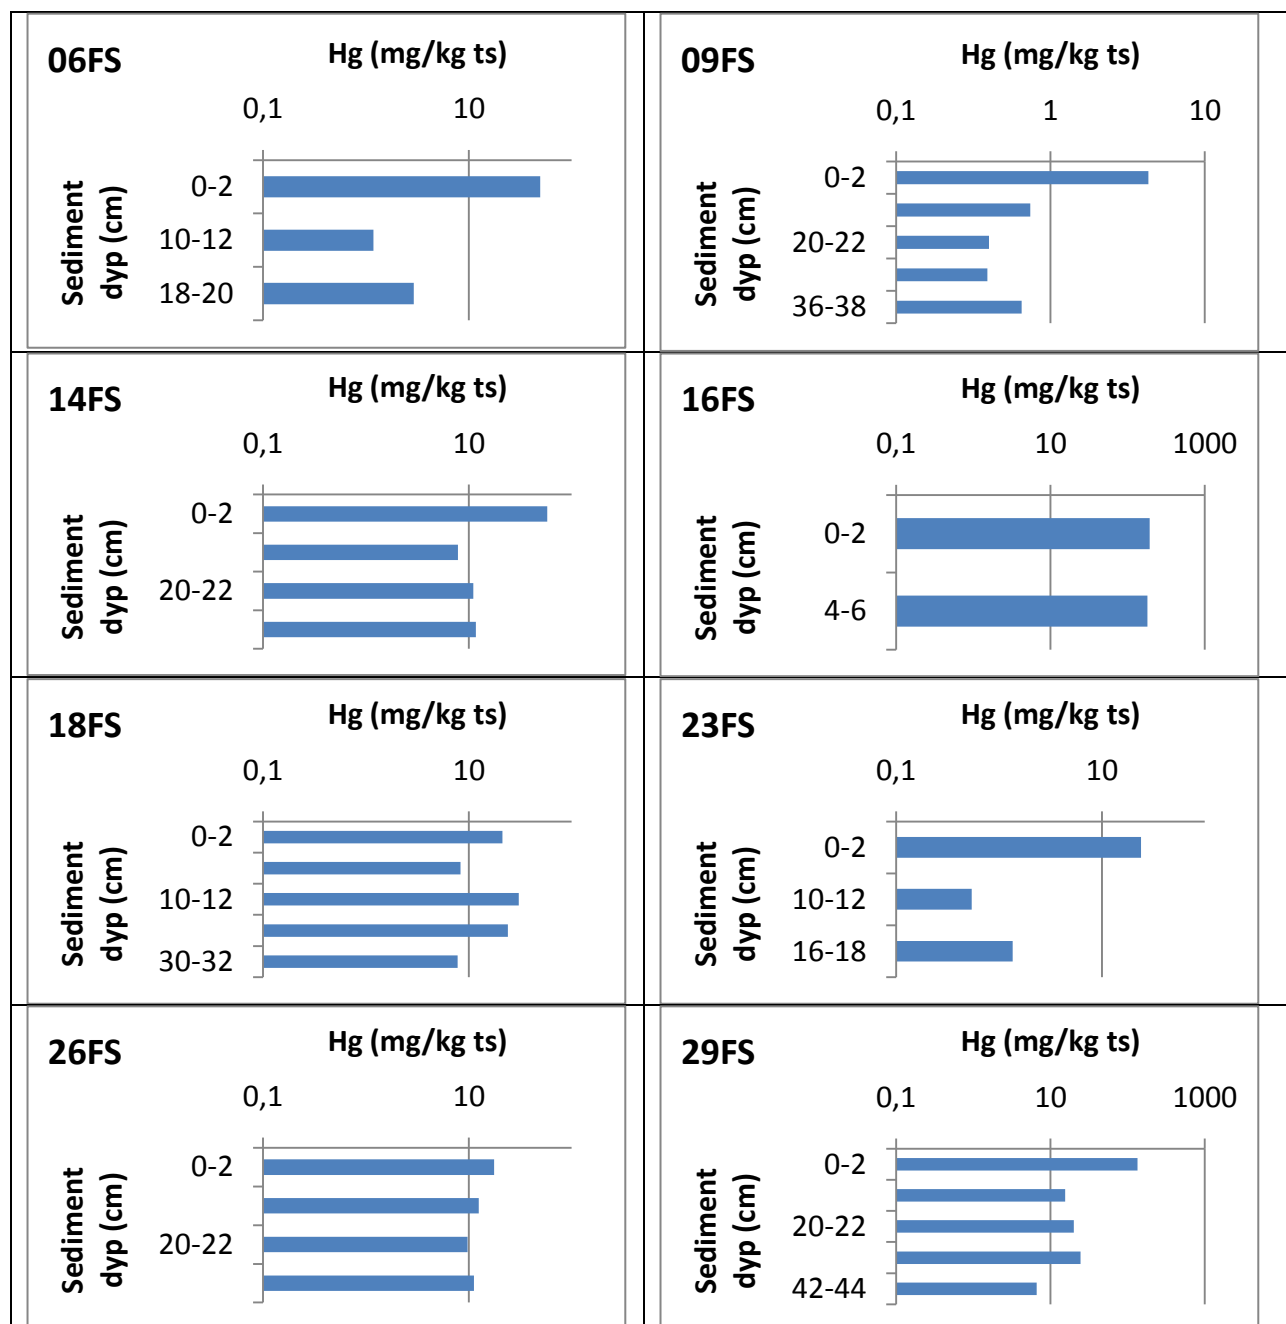 06FS
Hg (mg/kg ts)
0,1 10
Sediment
dyp (cm)
0-2
10-12
18-20
09FS
Hg (mg/kg ts)
0,1 1 10
Sediment
dyp (cm)
0-2
20-22
36-38
14FS
Hg (mg/kg ts)
0,1 10
Sediment
dyp (cm)
0-2
20-22
16FS
Hg (mg/kg ts)
0,1 10 1000
Sediment
dyp (cm)
0-2
4-6
18FS
Hg (mg/kg ts)
0,1 10
Sediment
dyp (cm)
0-2
10-12
30-32
23FS
Hg (mg/kg ts)
0,1 10
Sediment
dyp (cm)
0-2
10-12
16-18
26FS
Hg (mg/kg ts)
0,1 10
Sediment
dyp (cm)
0-2
20-22
29FS
Hg (mg/kg ts)
0,1 10 1000
Sediment
dyp (cm)
0-2
20-22
42-44